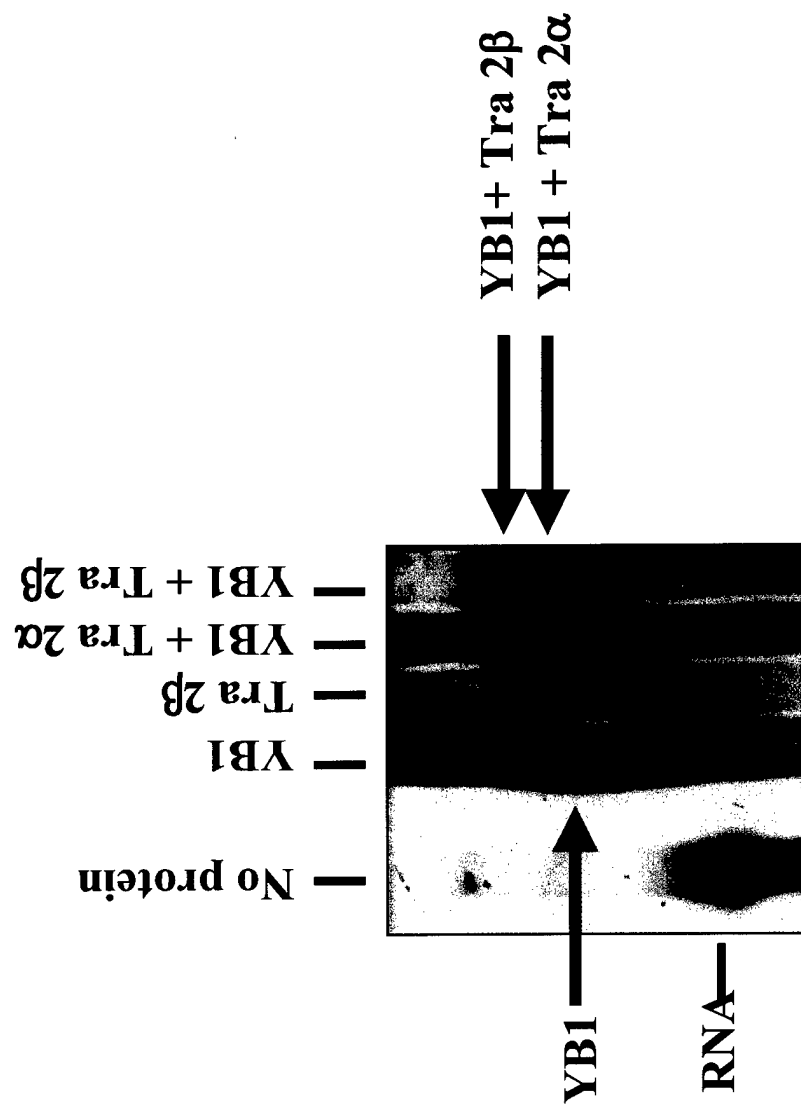 No protein
YB1
Tra 2β
YB1 + Tra 2α
YB1 + Tra 2β
YB1+ Tra 2β
YB1 + Tra 2α
YB1
RNA